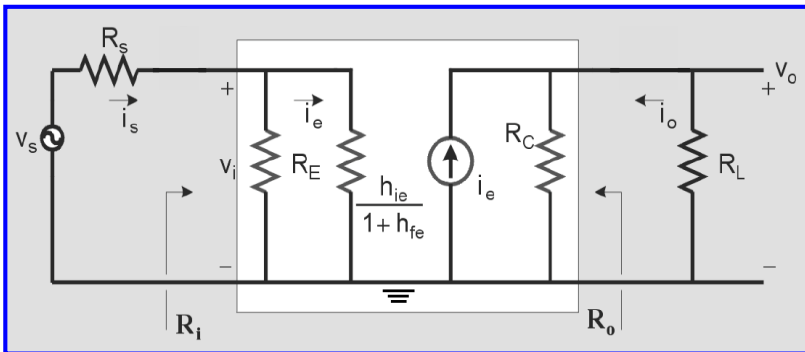 R_s
v_o
+
+
i_s
i_e
i_o
R_C
v_s
v_i
R_E
i_e
R_L
h_ie
1 + h_fe
−
−
R_i
R_o